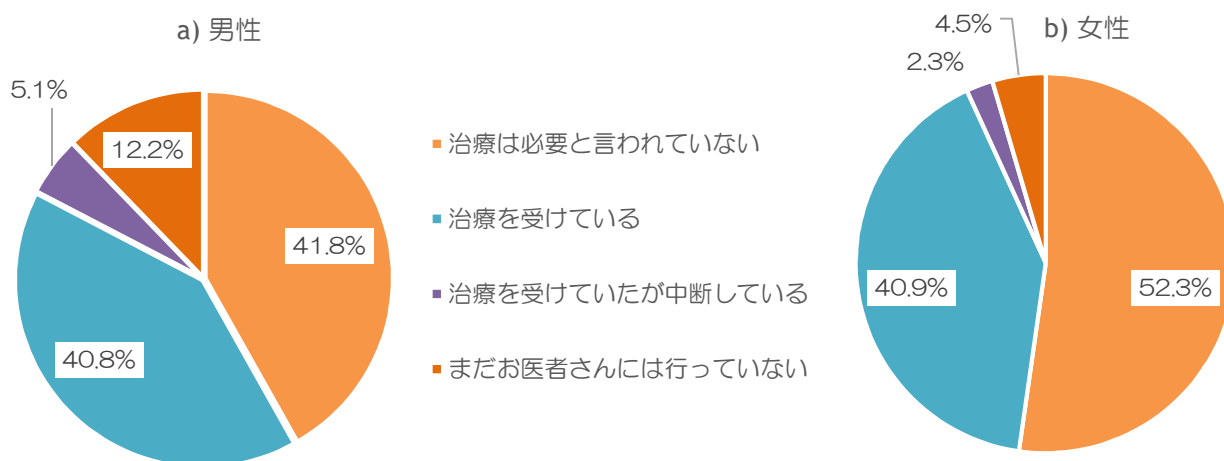 a) 男性
5.1%
12.2%
41.8%
40.8%
治療は必要と言われていない
治療を受けている
治療を受けていたが中断している
まだお医者さんには行っていない
b) 女性
4.5%
2.3%
40.9%
52.3%